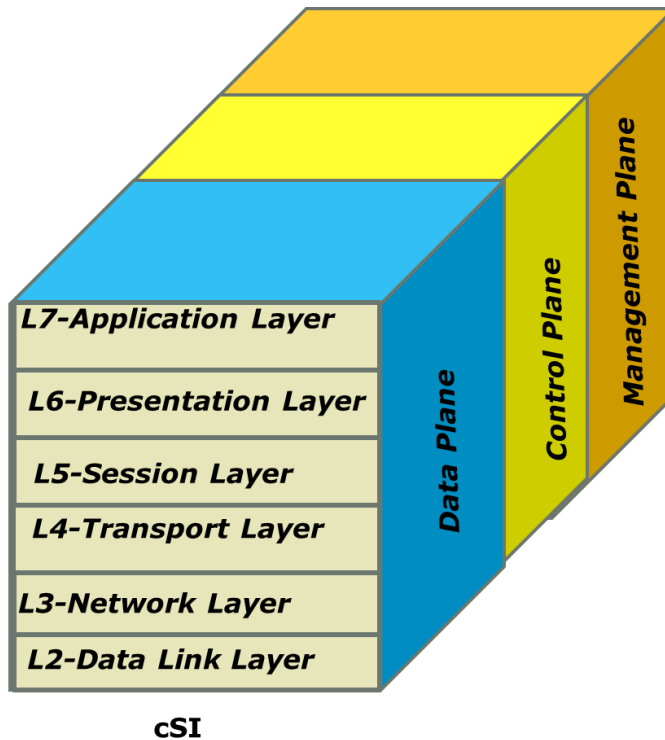 L7-Application Layer
L6-Presentation Layer
L5-Session Layer
L4-Transport Layer
L3-Network Layer
L2-Data Link Layer
Data Plane
Control Plane
Management Plane
cSI